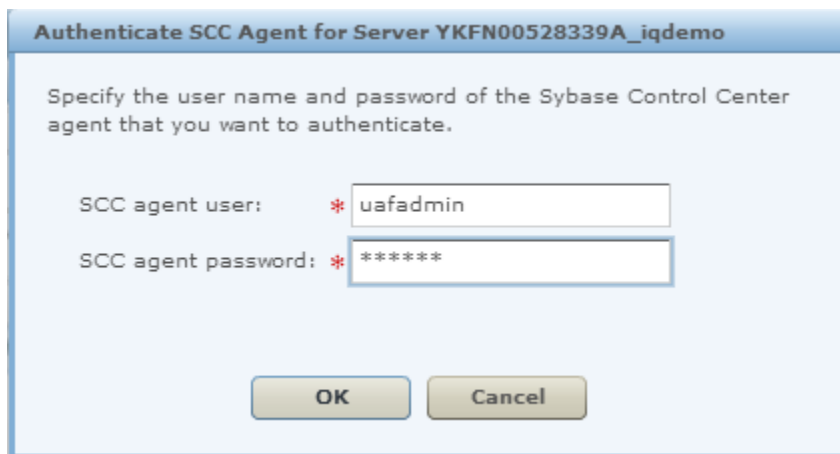 Authenticate SCC Agent for Server YKFN00528339A_iqdemo
Specify the user name and password of the Sybase Control Center
agent that you want to authenticate.
SCC agent user: * uafadmin
SCC agent password: * ******
OK Cancel